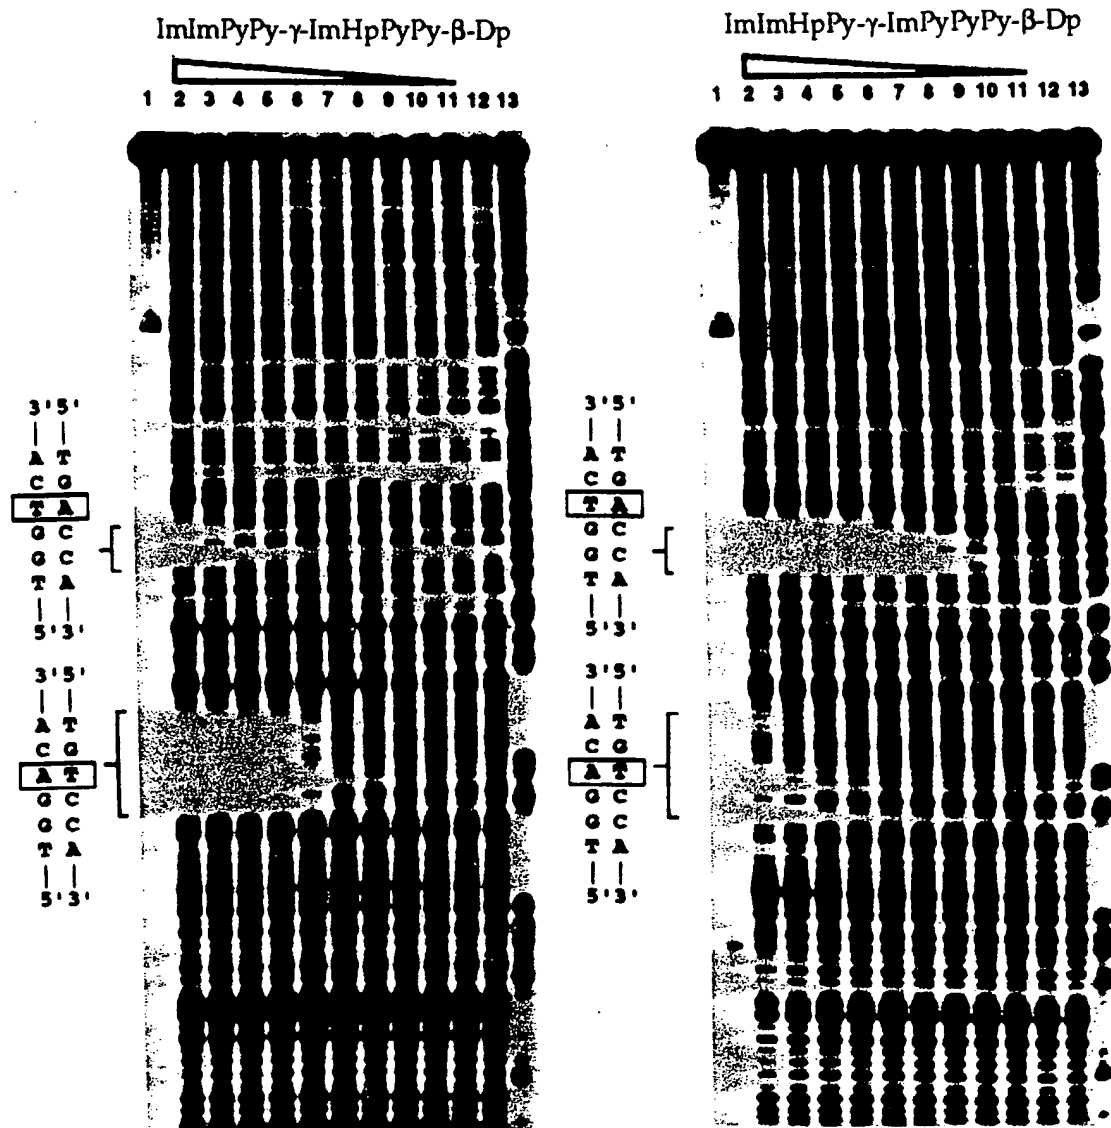 ImImPyPy-γ-ImHpPyPy-β-Dp
1 2 3 4 5 6 7 8 9 10 11 12 13
3' 5'
A T
C G
T A
G C
G C
T A
5' 3'
3' 5'
A T
C G
A T
G C
G C
T A
5' 3'
ImImHpPy-γ-ImPyPyPy-β-Dp
1 2 3 4 5 6 7 8 9 10 11 12 13
3' 5'
A T
C G
T A
G C
G C
T A
5' 3'
3' 5'
A T
C G
A T
G C
G C
T A
5' 3'